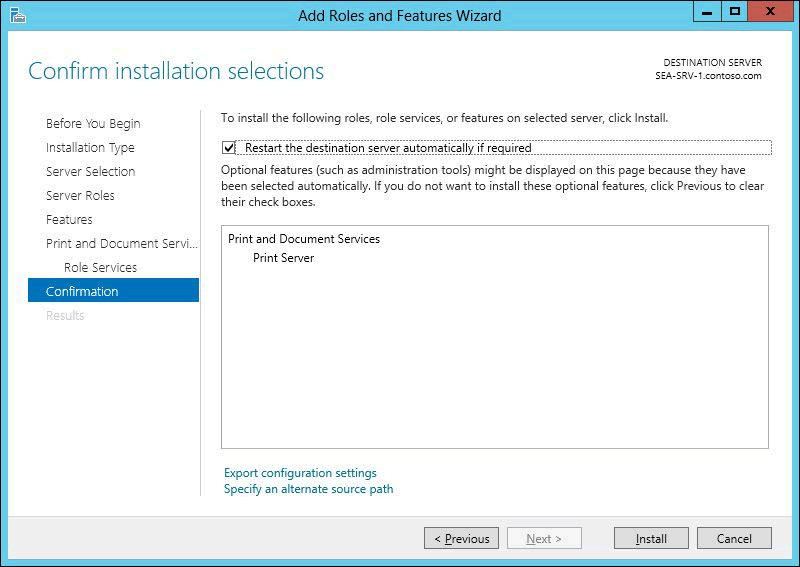 Add Roles and Features Wizard
Confirm installation selections
DESTINATION SERVER
SEA-SRV-1.contoso.com
Before You Begin
Installation Type
Server Selection
Server Roles
Features
Print and Document Servi...
Role Services
Confirmation
Results
To install the following roles, role services, or features on selected server, click Install.
Restart the destination server automatically if required
Optional features (such as administration tools) might be displayed on this page because they have
been selected automatically. If you do not want to install these optional features, click Previous to clear
their check boxes.
Print and Document Services
Print Server
Export configuration settings
Specify an alternate source path
< Previous
Next >
Install
Cancel